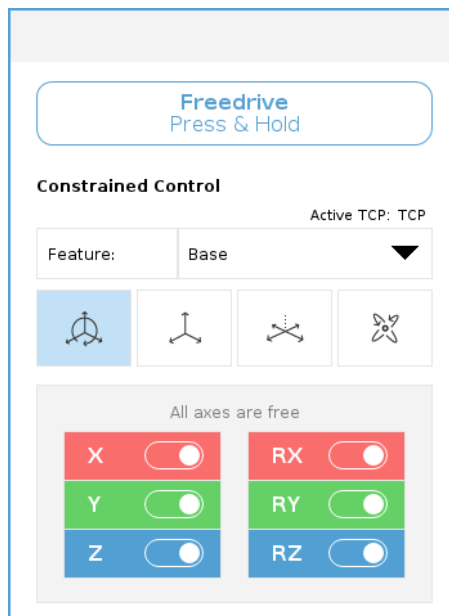 Freedrive
Press & Hold
Constrained Control
Active TCP: TCP
Feature: Base
All axes are free
X RX
Y RY
Z RZ